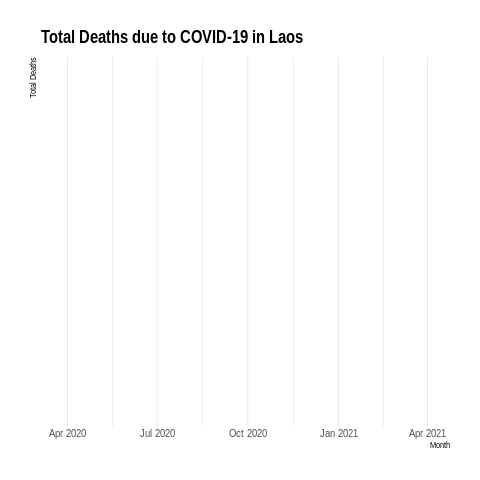 Total Deaths due to COVID-19 in Laos
Total Deaths
Apr 2020 Jul 2020 Oct 2020 Jan 2021 Apr 2021
Month